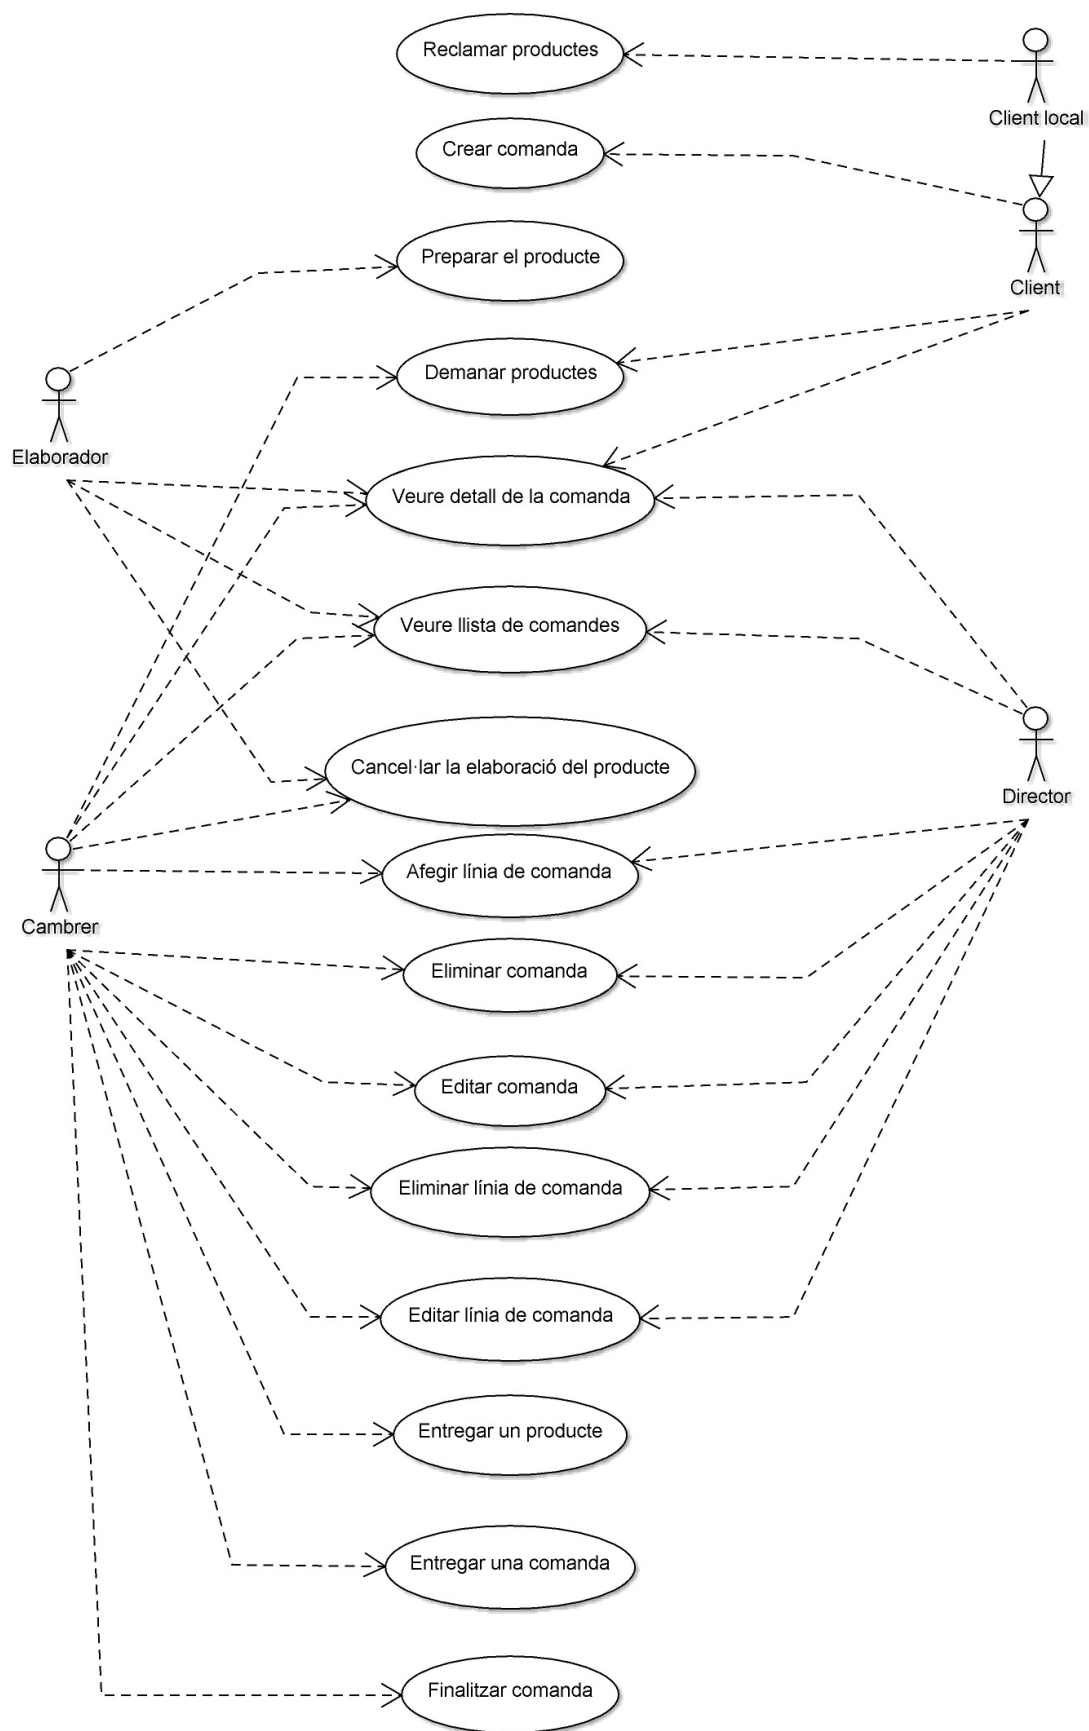 Reclamar productes
Client local
Crear comanda
Preparar el producte
Client
Demanar productes
Elaborador
Veure detall de la comanda
Veure llista de comandes
Cancel·lar la elaboració del producte
Director
Afegir línia de comanda
Cambrer
Eliminar comanda
Editar comanda
Eliminar línia de comanda
Editar línia de comanda
Entregar un producte
Entregar una comanda
Finalitzar comanda